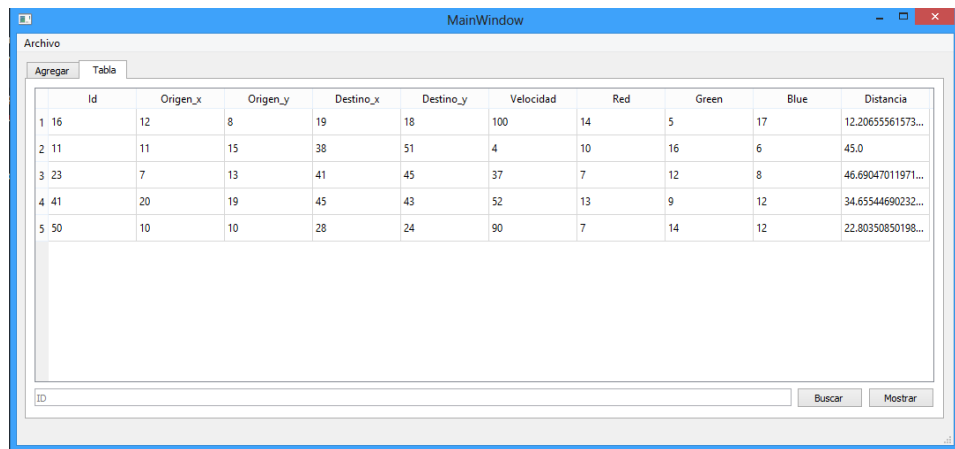 MainWindow
Archivo
Agregar Tabla
Id Origen_x Origen_y Destino_x Destino_y Velocidad Red Green Blue Distancia
1 16 12 8 19 18 100 14 5 17 12.20655561573...
2 11 11 15 38 51 4 10 16 6 45.0
3 23 7 13 41 45 37 7 12 8 46.69047011971...
4 41 20 19 45 43 52 13 9 12 34.65544690232...
5 50 10 10 28 24 90 7 14 12 22.80350850198...
ID Buscar Mostrar